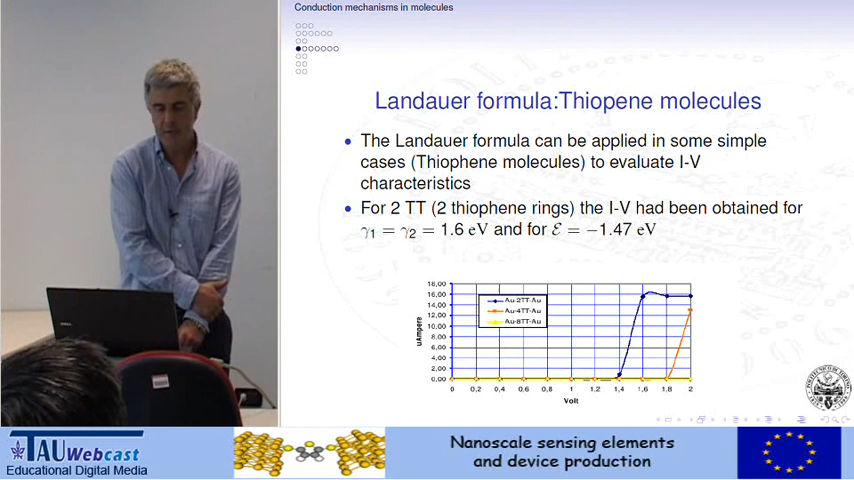 Conduction mechanisms in molecules
Landauer formula:Thiopene molecules
The Landauer formula can be applied in some simple
cases (Thiophene molecules) to evaluate I-V
characteristics
For 2 TT (2 thiophene rings) the I-V had been obtained for
γ₁ = γ₂ = 1.6 eV and for ℰ = −1.47 eV
18,00
16,00
14,00
12,00
10,00
8,00
6,00
4,00
2,00
0,00
uAmpere
Au-2TT-Au
Au-4TT-Au
Au-8TT-Au
0 0,2 0,4 0,6 0,8 1 1,2 1,4 1,6 1,8 2
Volt
TAU Webcast
Educational Digital Media
Nanoscale sensing elements
and device production